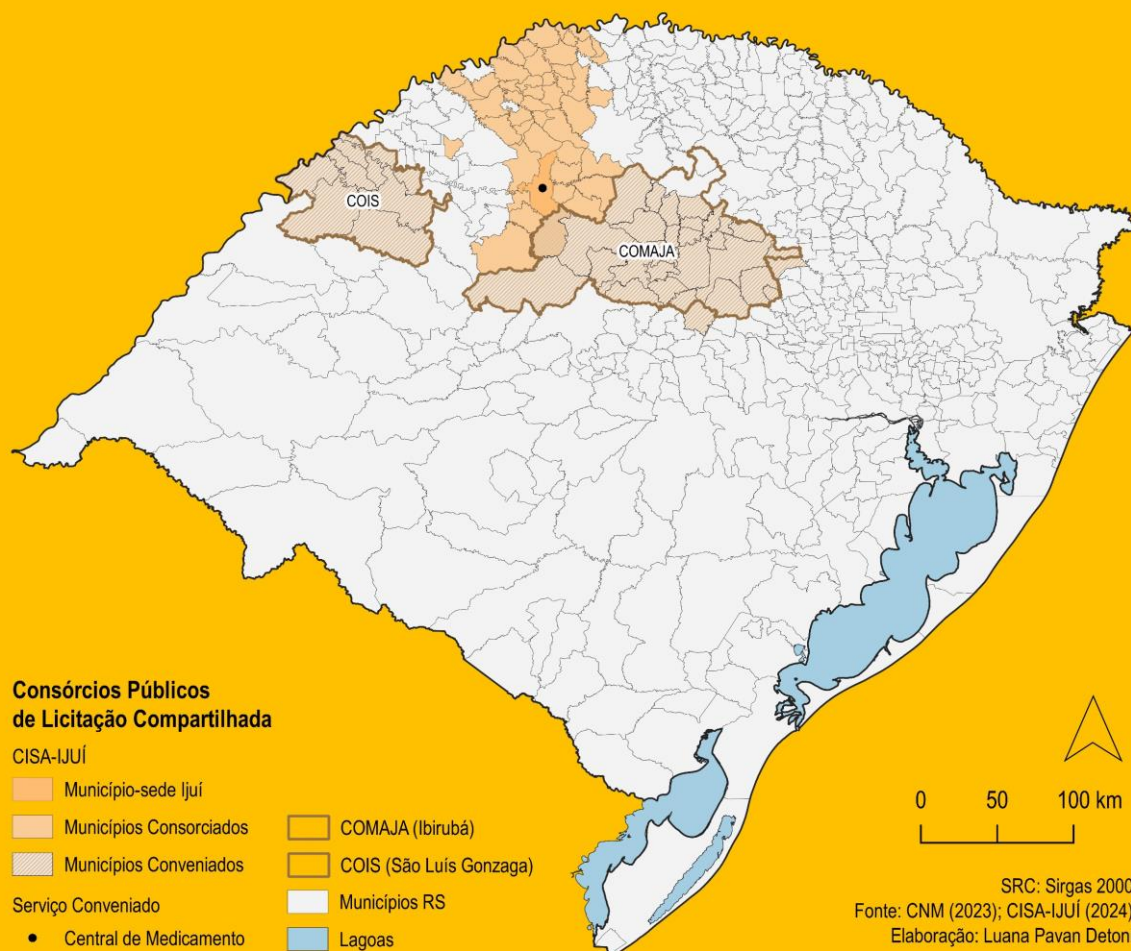 COIS
COMAJA
Consórcios Públicos
de Licitação Compartilhada
CISA-IJUÍ
Município-sede Ijuí
Municípios Consorciados
Municípios Conveniados
Serviço Conveniado
Central de Medicamento
COMAJA (Ibirubá)
COIS (São Luís Gonzaga)
Municípios RS
Lagoas
0 50 100 km
SRC: Sirgas 2000
Fonte: CNM (2023); CISA-IJUÍ (2024)
Elaboração: Luana Pavan Detoni